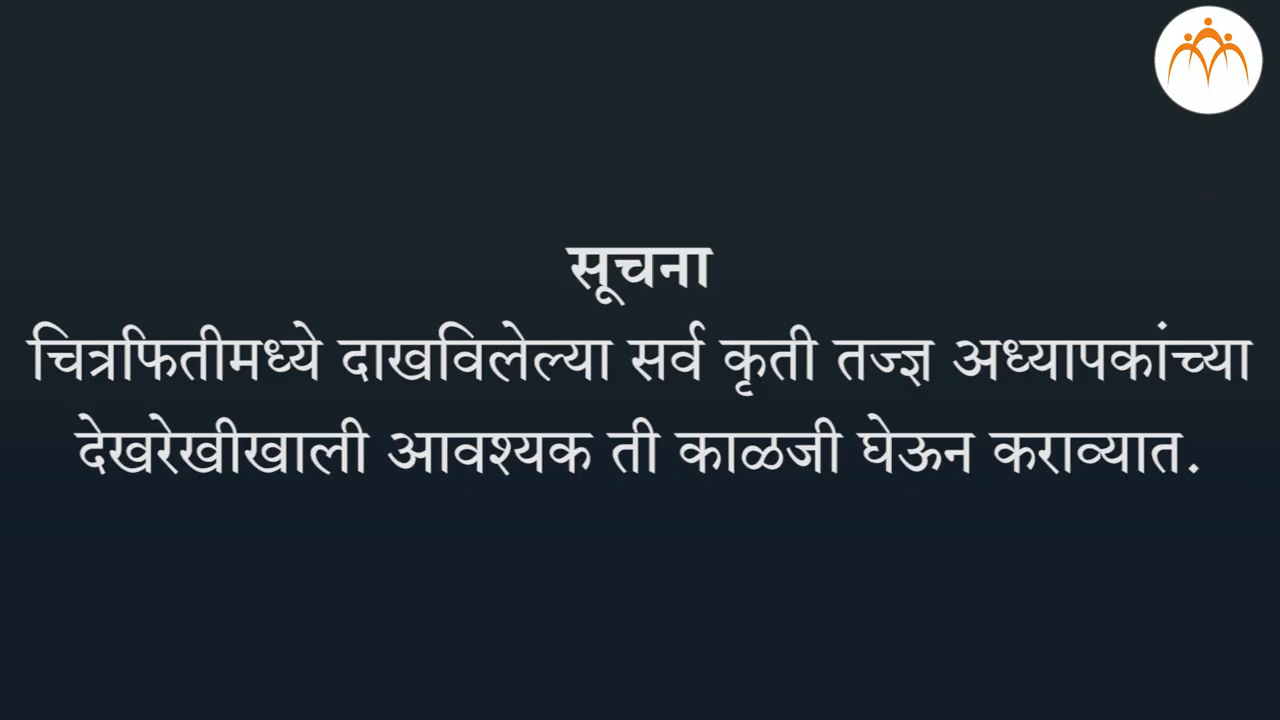 सूचना
चित्रफितीमध्ये दाखविलेल्या सर्व कृती तज्ज्ञ अध्यापकांच्या
देखरेखीखाली आवश्यक ती काळजी घेऊन कराव्यात.